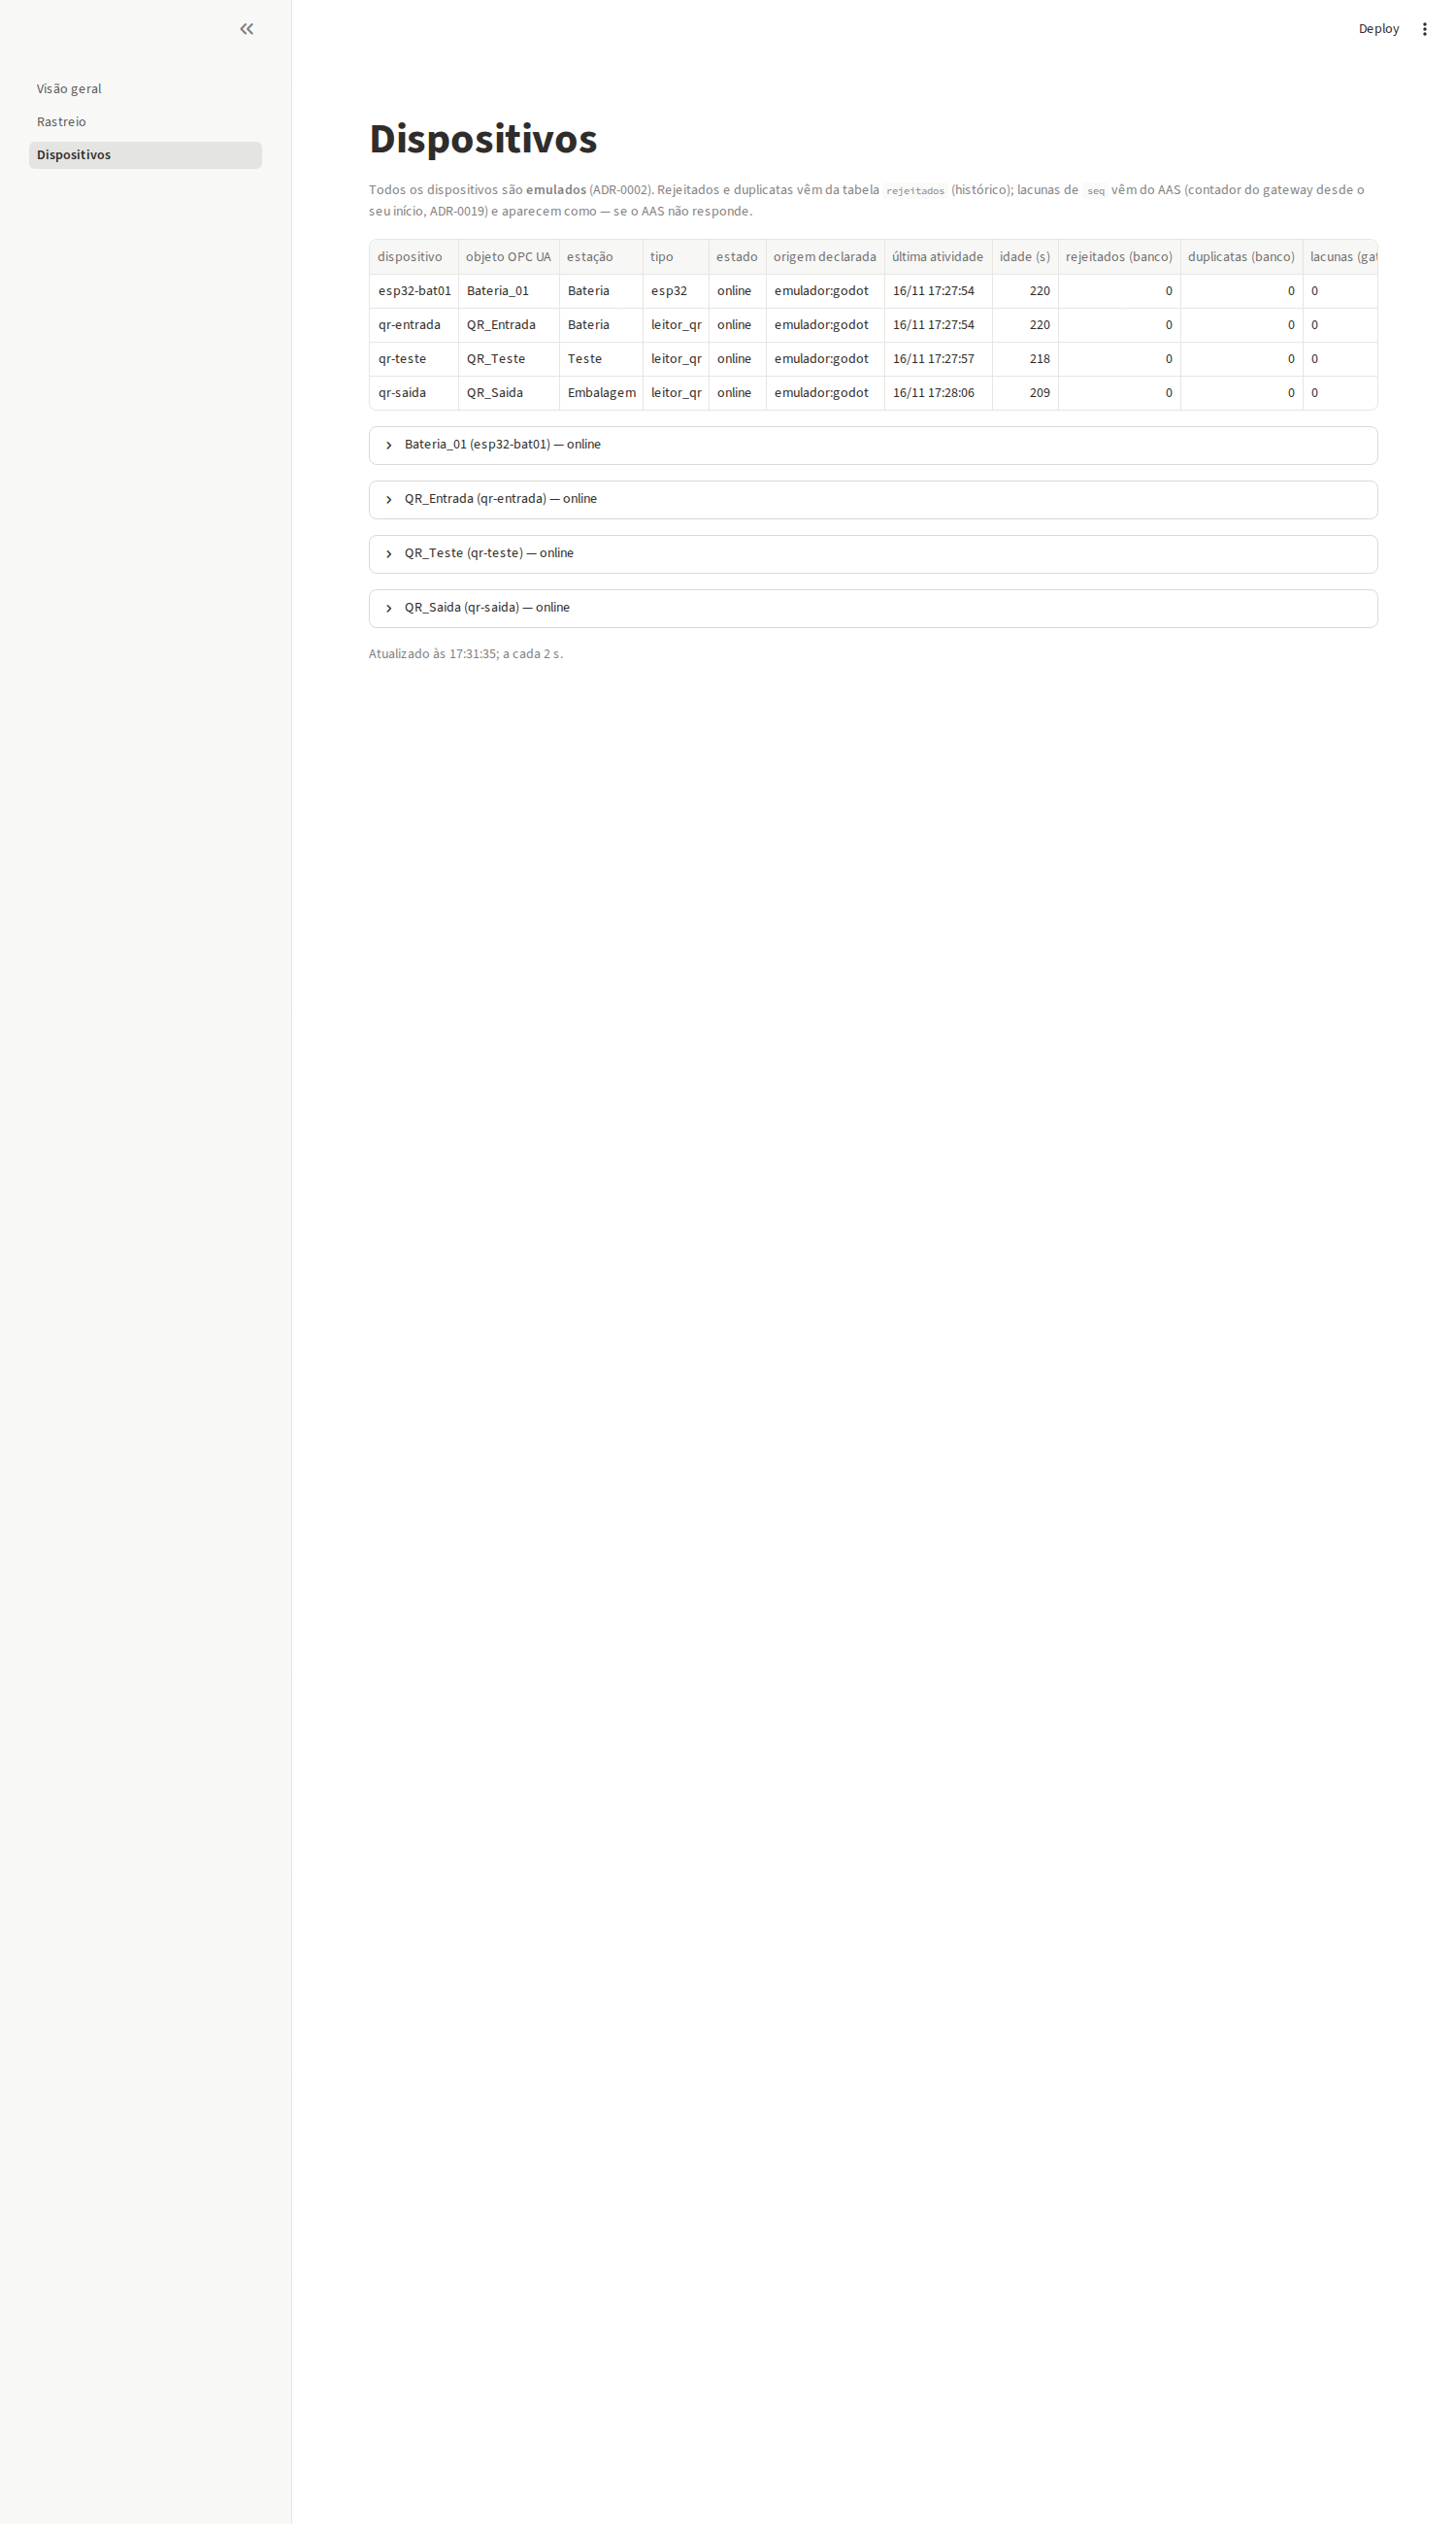 Deploy
Visão geral
Rastreio
Dispositivos
Dispositivos
Todos os dispositivos são emulados (ADR-0002). Rejeitados e duplicatas vêm da tabela rejeitados (histórico); lacunas de seq vêm do AAS (contador do gateway desde o
seu início, ADR-0019) e aparecem como — se o AAS não responde.
dispositivo objeto OPC UA estação tipo estado origem declarada última atividade idade (s) rejeitados (banco) duplicatas (banco) lacunas (gat
esp32-bat01 Bateria_01 Bateria esp32 online emulador:godot 16/11 17:27:54 220 0 0 0
qr-entrada QR_Entrada Bateria leitor_qr online emulador:godot 16/11 17:27:54 220 0 0 0
qr-teste QR_Teste Teste leitor_qr online emulador:godot 16/11 17:27:57 218 0 0 0
qr-saida QR_Saida Embalagem leitor_qr online emulador:godot 16/11 17:28:06 209 0 0 0
Bateria_01 (esp32-bat01) — online
QR_Entrada (qr-entrada) — online
QR_Teste (qr-teste) — online
QR_Saida (qr-saida) — online
Atualizado às 17:31:35; a cada 2 s.